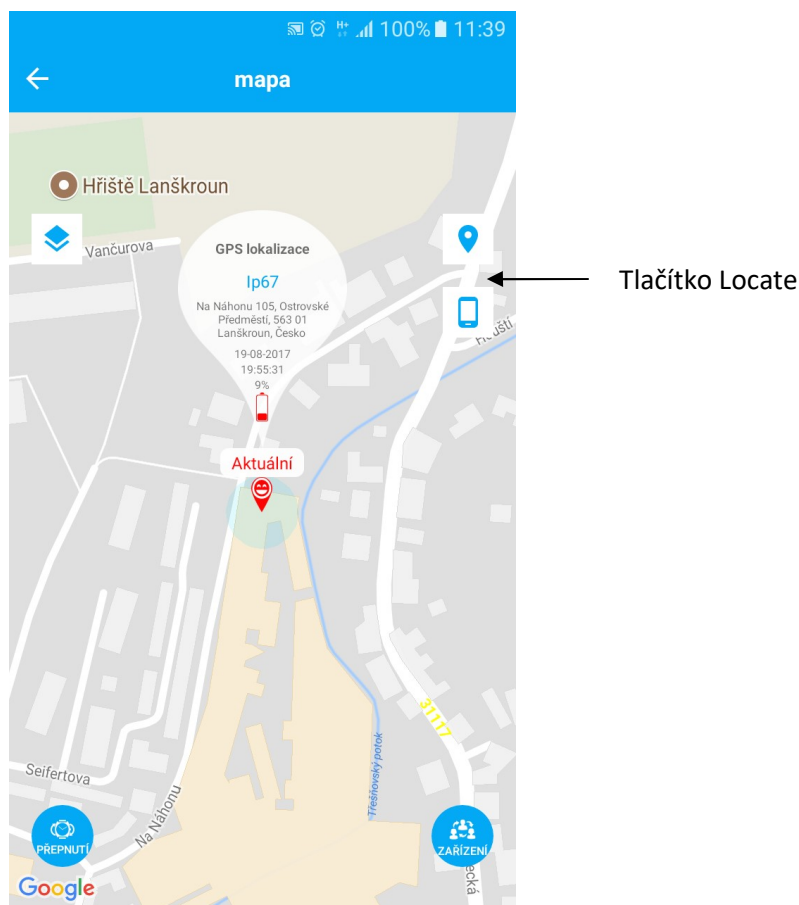 H+ 100% 11:39
mapa
Hřiště Lanškroun
Vančurova
GPS lokalizace
Ip67
Na Náhonu 105, Ostrovské
Předměstí, 563 01
Lanškroun, Česko
19-08-2017
19:55:31
9%
Tlačítko Locate
Aktuální
31117
Třešňovský potok
Seifertova
Na Náhonu
PŘEPNUTÍ
ZAŘÍZENÍ
ecká
Google